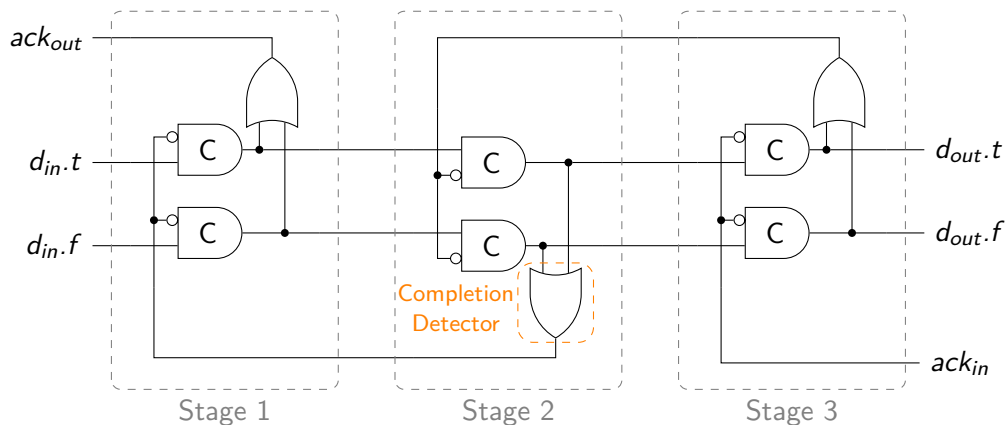 ack_out
d_in.t
d_in.f
C
C
C
C
C
C
Completion
Detector
d_out.t
d_out.f
ack_in
Stage 1
Stage 2
Stage 3